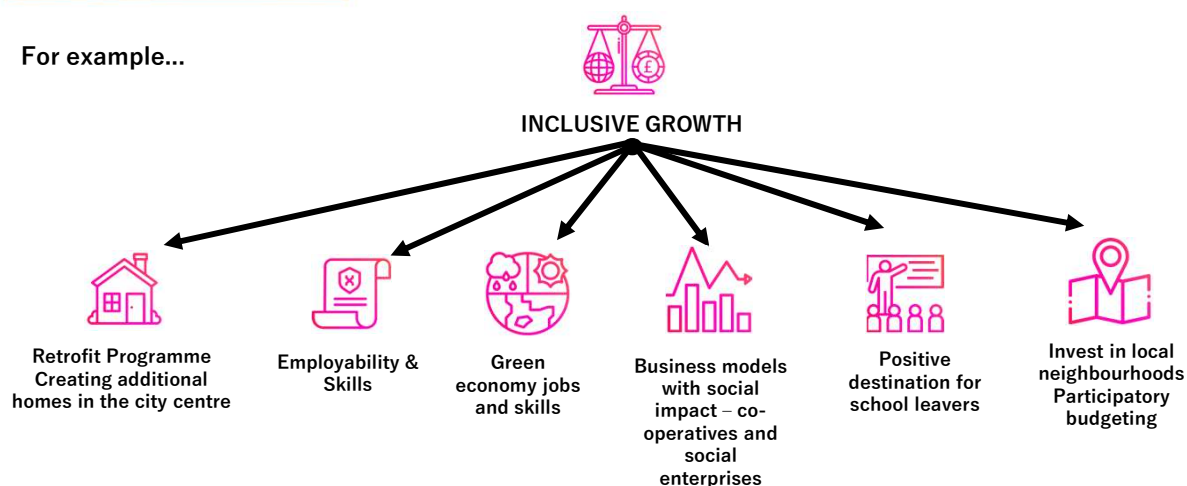 For example...
£
INCLUSIVE GROWTH
Retrofit Programme
Creating additional
homes in the city centre
Employability &
Skills
Green
economy jobs
and skills
Business models
with social
impact – co-
operatives and
social
enterprises
Positive
destination for
school leavers
Invest in local
neighbourhoods
Participatory
budgeting